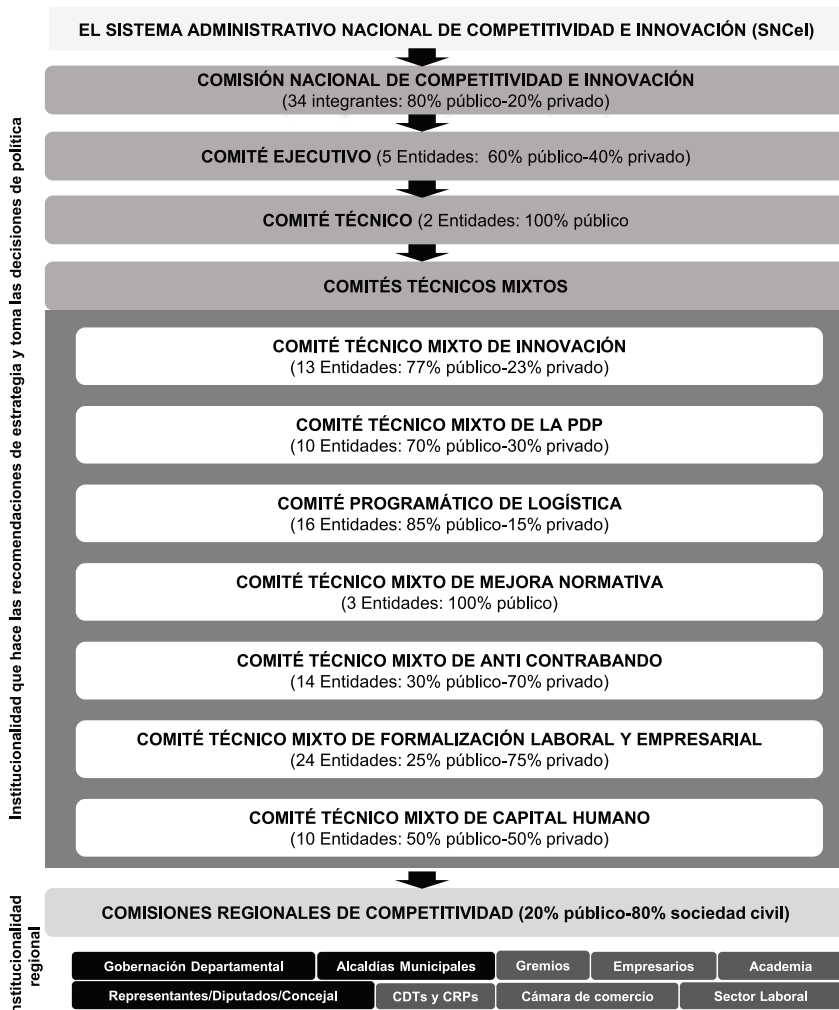 EL SISTEMA ADMINISTRATIVO NACIONAL DE COMPETITIVIDAD E INNOVACIÓN (SNCeI)
COMISIÓN NACIONAL DE COMPETITIVIDAD E INNOVACIÓN
(34 integrantes: 80% público-20% privado)
COMITÉ EJECUTIVO (5 Entidades: 60% público-40% privado)
COMITÉ TÉCNICO (2 Entidades: 100% público
COMITÉS TÉCNICOS MIXTOS
COMITÉ TÉCNICO MIXTO DE INNOVACIÓN
(13 Entidades: 77% público-23% privado)
COMITÉ TÉCNICO MIXTO DE LA PDP
(10 Entidades: 70% público-30% privado)
COMITÉ PROGRAMÁTICO DE LOGÍSTICA
(16 Entidades: 85% público-15% privado)
COMITÉ TÉCNICO MIXTO DE MEJORA NORMATIVA
(3 Entidades: 100% público)
COMITÉ TÉCNICO MIXTO DE ANTI CONTRABANDO
(14 Entidades: 30% público-70% privado)
COMITÉ TÉCNICO MIXTO DE FORMALIZACIÓN LABORAL Y EMPRESARIAL
(24 Entidades: 25% público-75% privado)
COMITÉ TÉCNICO MIXTO DE CAPITAL HUMANO
(10 Entidades: 50% público-50% privado)
Institucionalidad que hace las recomendaciones de estrategia y toma las decisiones de política
COMISIONES REGIONALES DE COMPETITIVIDAD (20% público-80% sociedad civil)
Gobernación Departamental Alcaldías Municipales Gremios Empresarios Academia
Representantes/Diputados/Concejal CDTs y CRPs Cámara de comercio Sector Laboral
Institucionalidad
regional